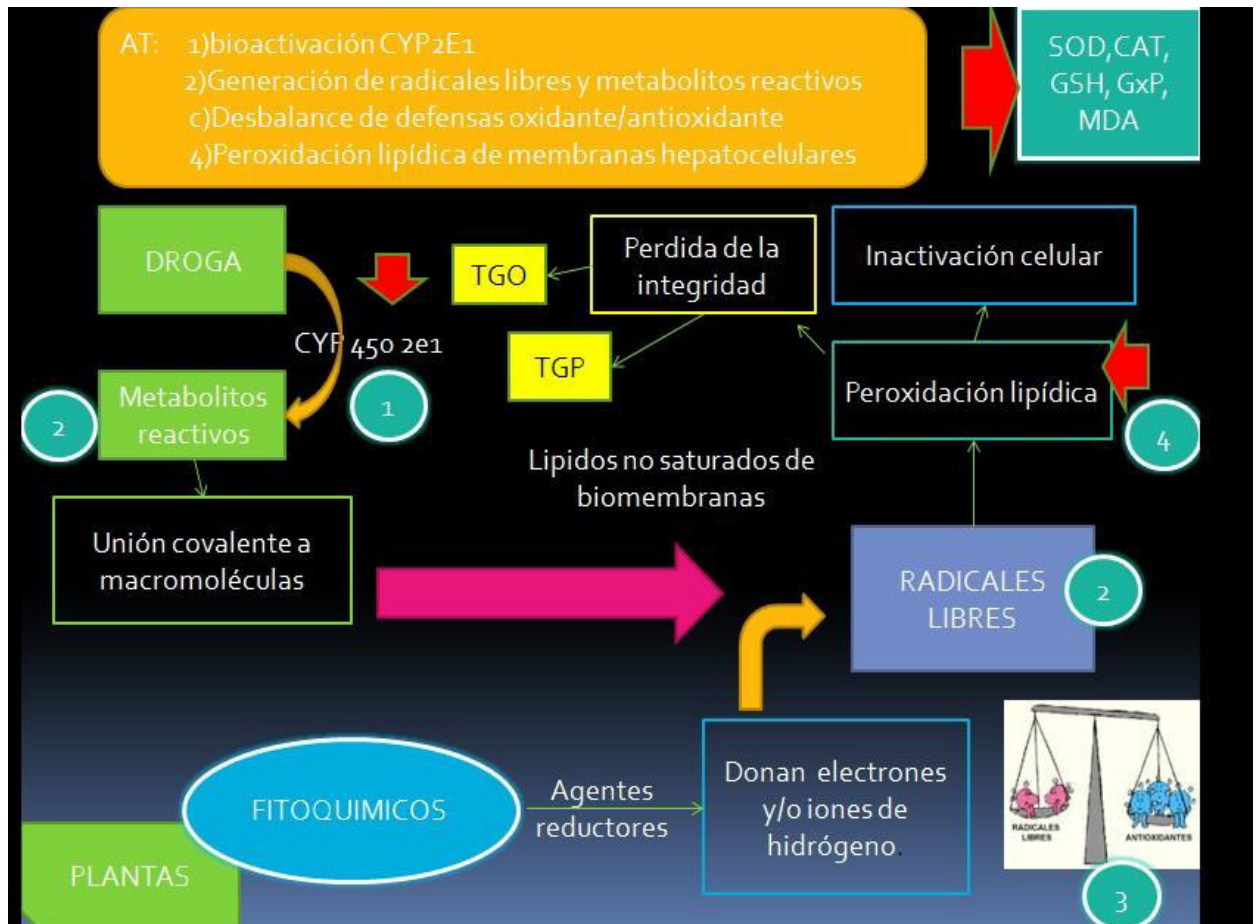 AT: 1)bioactivación CYP2E1
2)Generación de radicales libres y metabolitos reactivos
c)Desbalance de defensas oxidante/antioxidante
4)Peroxidación lipídica de membranas hepatocelulares
SOD,CAT,
GSH, GxP,
MDA
DROGA
CYP 450 2e1
1
Metabolitos
reactivos
2
Unión covalente a
macromoléculas
TGO
TGP
Perdida de la
integridad
Inactivación celular
Peroxidación lipídica
4
Lipidos no saturados de
biomembranas
RADICALES
LIBRES
2
PLANTAS
FITOQUIMICOS
Agentes
reductores
Donan electrones
y/o iones de
hidrógeno.
RADICALES
LIBRES
ANTIOXIDANTES
3